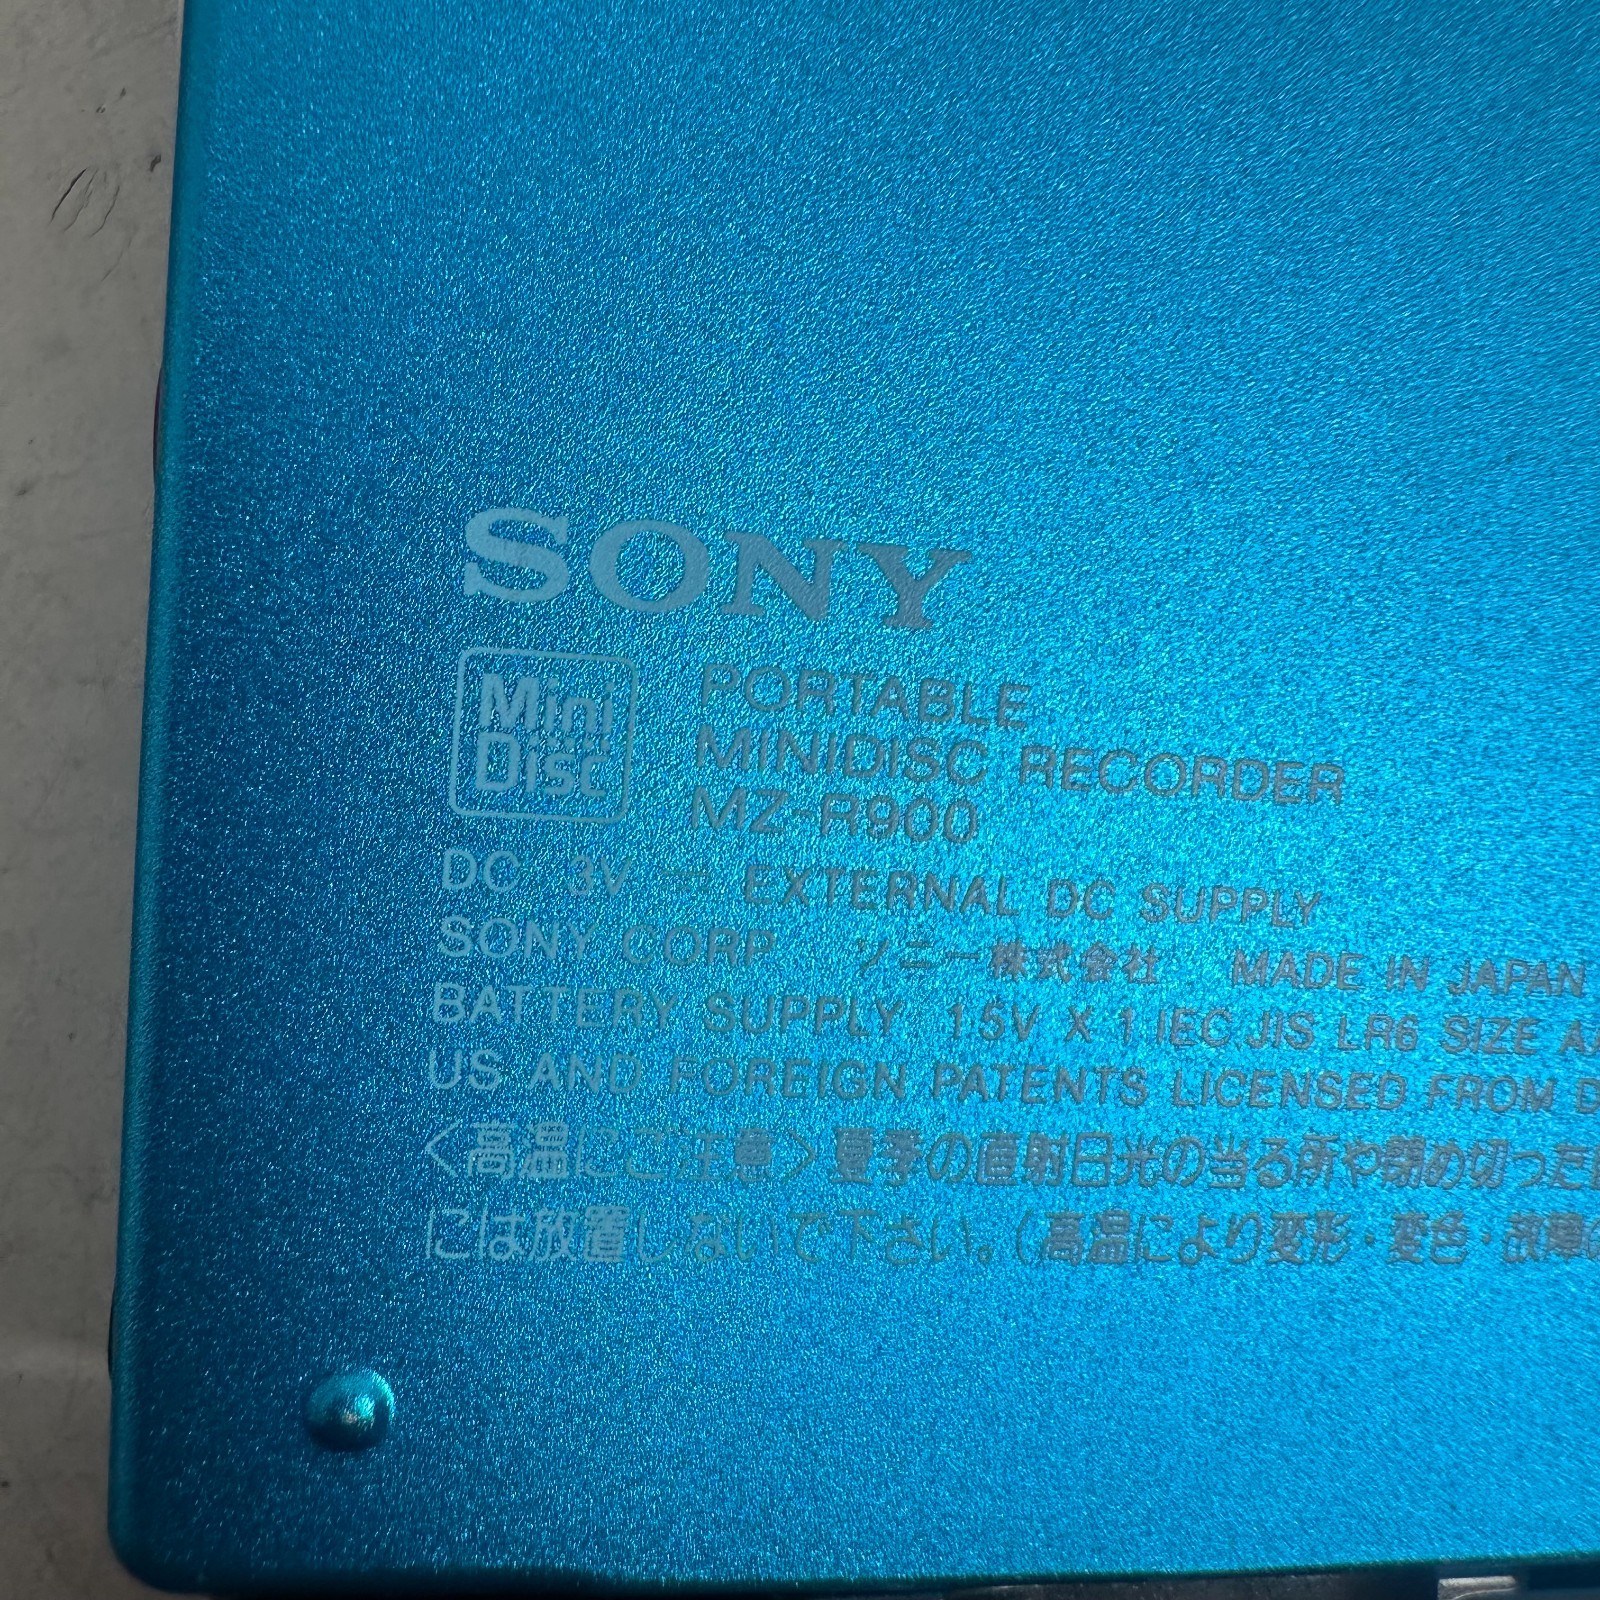 SONY
Mini Disc
PORTABLE
MINIDISC RECORDER
MZ-R900
DC 3V ⎓ EXTERNAL DC SUPPLY
SONY CORP ソニー株式会社 MADE IN JAPAN
BATTERY SUPPLY 1.5V X 1 IEC JIS LR6 SIZE
US AND FOREIGN PATENTS LICENSED FROM
<高温にご注意>夏季の直射日光の当る所や閉め切った
には放置しないで下さい。(高温により変形・変色・故障